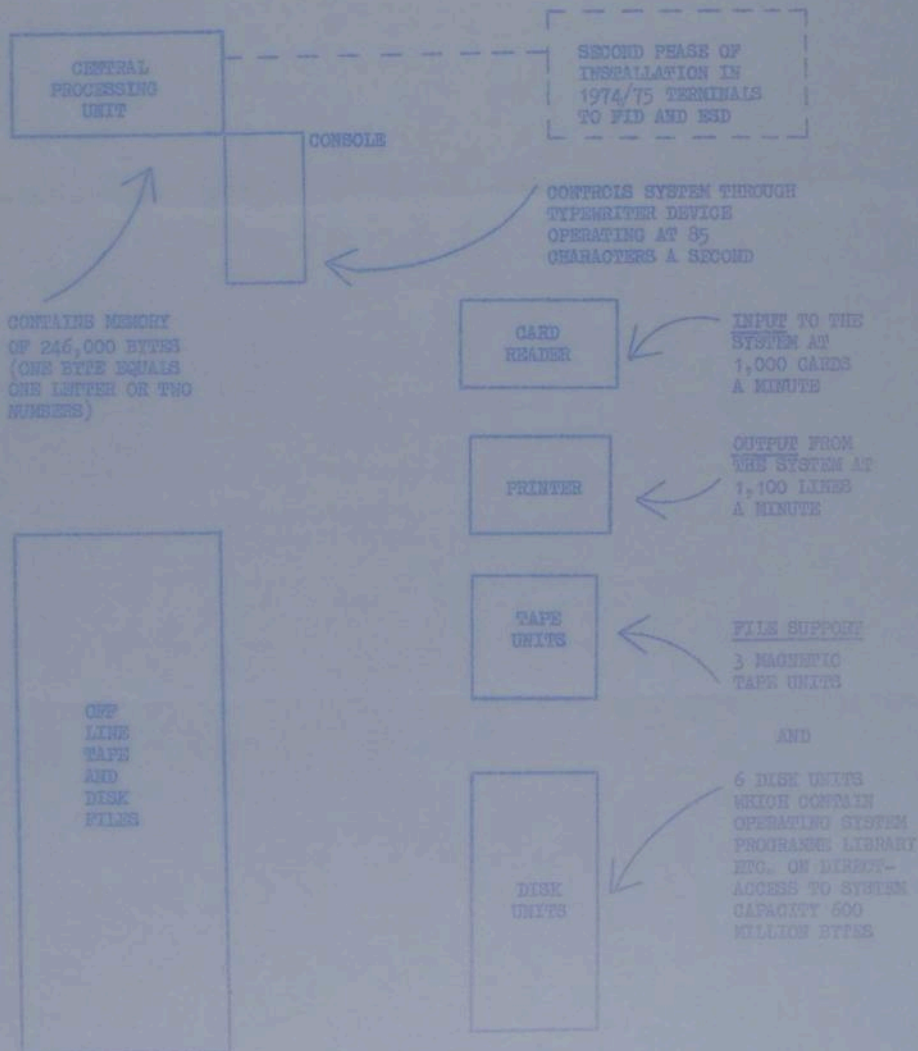 CENTRAL
PROCESSING
UNIT
SECOND PHASE OF
INSTALLATION IN
1974/75 TERMINALS
TO FID AND ESD
CONSOLE
CONTROLS SYSTEM THROUGH
TYPEWRITER DEVICE
OPERATING AT 85
CHARACTERS A SECOND
CONTAINS MEMORY
OF 246,000 BYTES
(ONE BYTE EQUALS
ONE LETTER OR TWO
NUMBERS)
CARD
READER
INPUT TO THE
SYSTEM AT
1,000 CARDS
A MINUTE
PRINTER
OUTPUT FROM
THE SYSTEM AT
1,100 LINES
A MINUTE
TAPE
UNITS
FILE SUPPORT
3 MAGNETIC
TAPE UNITS
AND
OFF
LINE
TAPE
AND
DISK
FILES
DISK
UNITS
6 DISK UNITS
WHICH CONTAIN
OPERATING SYSTEM
PROGRAMME LIBRARY
ETC. ON DIRECT-
ACCESS TO SYSTEM
CAPACITY 600
MILLION BYTES